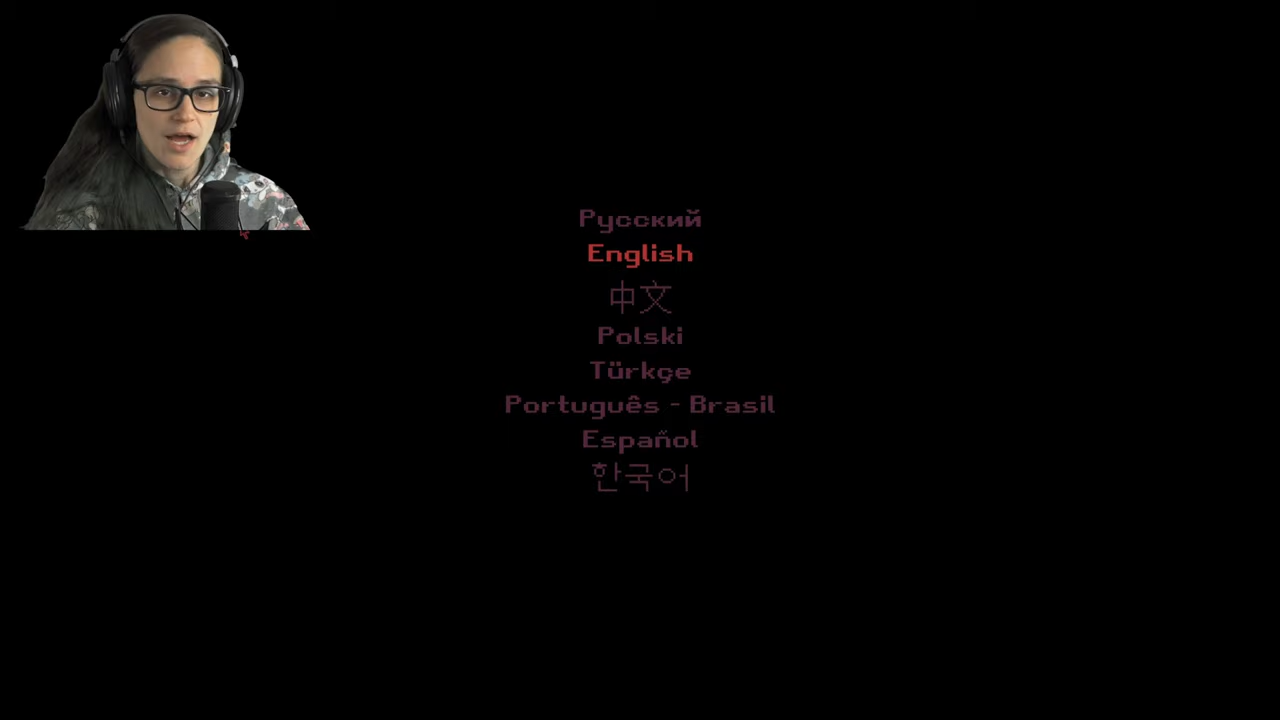 Русский
English
中文
Polski
Türkçe
Português - Brasil
Español
한국어